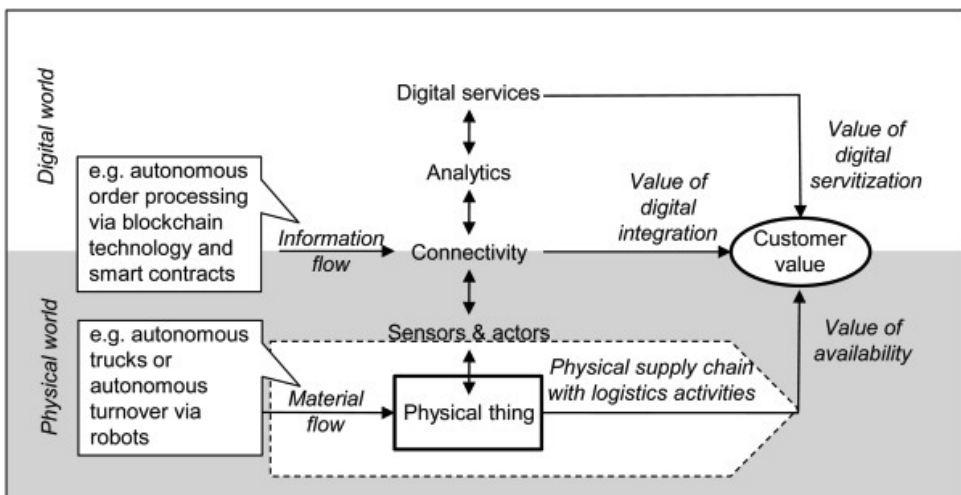 Digital world
Digital services
Value of
digital
servitization
e.g. autonomous
order processing
via blockchain
technology and
smart contracts
Analytics
Value of
digital
integration
Information
flow
Connectivity
Customer
value
Physical world
Sensors & actors
Value of
availability
e.g. autonomous
trucks or
autonomous
turnover via
robots
Material
flow
Physical thing
Physical supply chain
with logistics activities